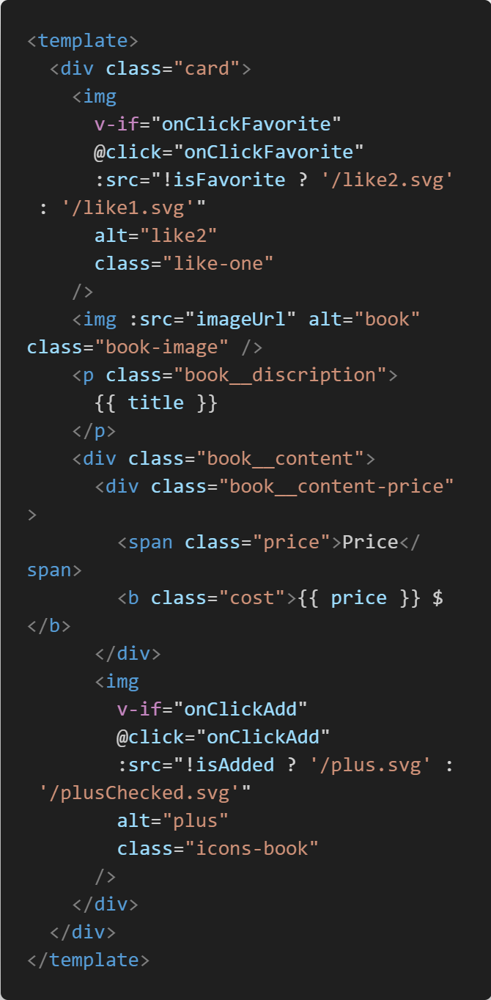 <template>
  <div class="card">
    <img
      v-if="onClickFavorite"
      @click="onClickFavorite"
      :src="!isFavorite ? '/like2.svg'
 : '/like1.svg'"
      alt="like2"
      class="like-one"
    />
    <img :src="imageUrl" alt="book"
class="book-image" />
    <p class="book__discription">
      {{ title }}
    </p>
    <div class="book__content">
      <div class="book__content-price"
>
        <span class="price">Price</
span>
        <b class="cost">{{ price }} $
</b>
      </div>
      <img
        v-if="onClickAdd"
        @click="onClickAdd"
        :src="!isAdded ? '/plus.svg' :
 '/plusChecked.svg'"
        alt="plus"
        class="icons-book"
      />
    </div>
  </div>
</template>